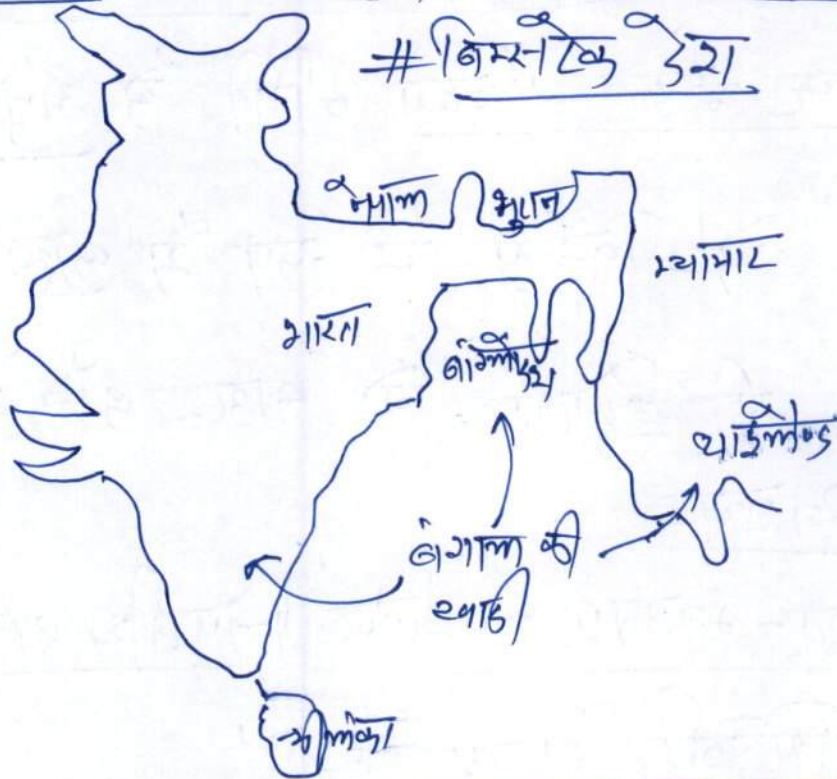 # बिम्सटेक देश
नेपाल
भुटान
म्यामार
भारत
बांग्लोदेश
थाईलैण्ड
बंगाल की
खाड़ी
श्रीलंका